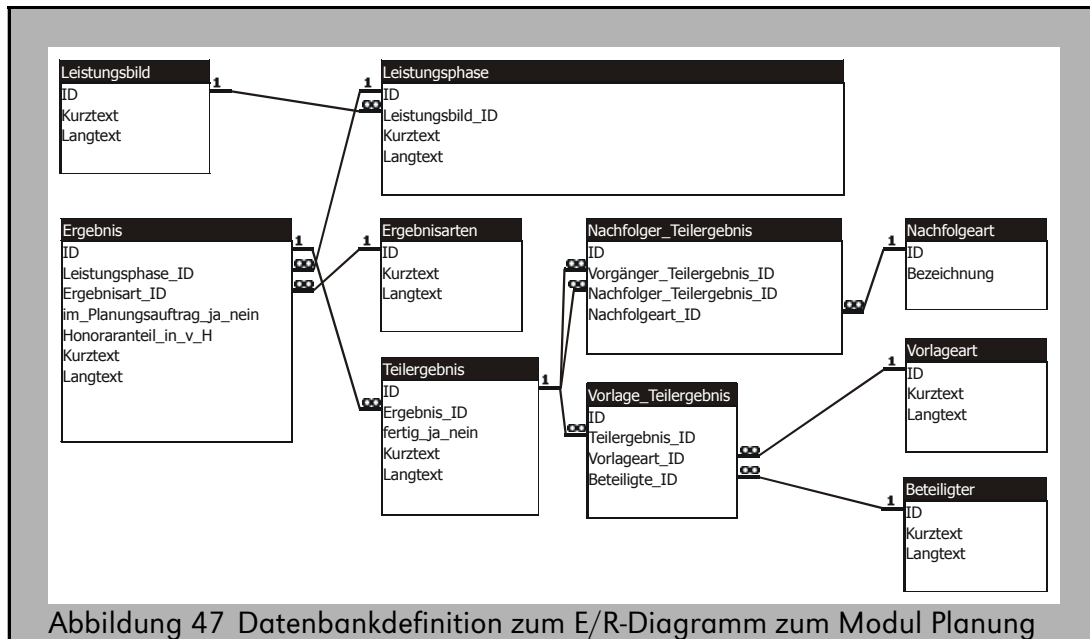 Leistungsbild
ID
Kurztext
Langtext
1
Leistungsphase
1
ID
Leistungsbild_ID
Kurztext
Langtext
Ergebnis
ID
Leistungsphase_ID
Ergebnisart_ID
im_Planungsauftrag_ja_nein
Honoraranteil_in_v_H
Kurztext
Langtext
1
∞
∞
∞
Ergebnisarten
1
ID
Kurztext
Langtext
Teilergebnis
ID
Ergebnis_ID
fertig_ja_nein
Kurztext
Langtext
∞
1
Nachfolger_Teilergebnis
ID
Vorgänger_Teilergebnis_ID
Nachfolger_Teilergebnis_ID
Nachfolgeart_ID
∞
∞
∞
Vorlage_Teilergebnis
ID
Teilergebnis_ID
Vorlageart_ID
Beteiligte_ID
∞
∞
∞
Nachfolgeart
1
ID
Bezeichnung
Vorlageart
1
ID
Kurztext
Langtext
Beteiligter
1
ID
Kurztext
Langtext
Abbildung 47 Datenbankdefinition zum E/R-Diagramm zum Modul Planung